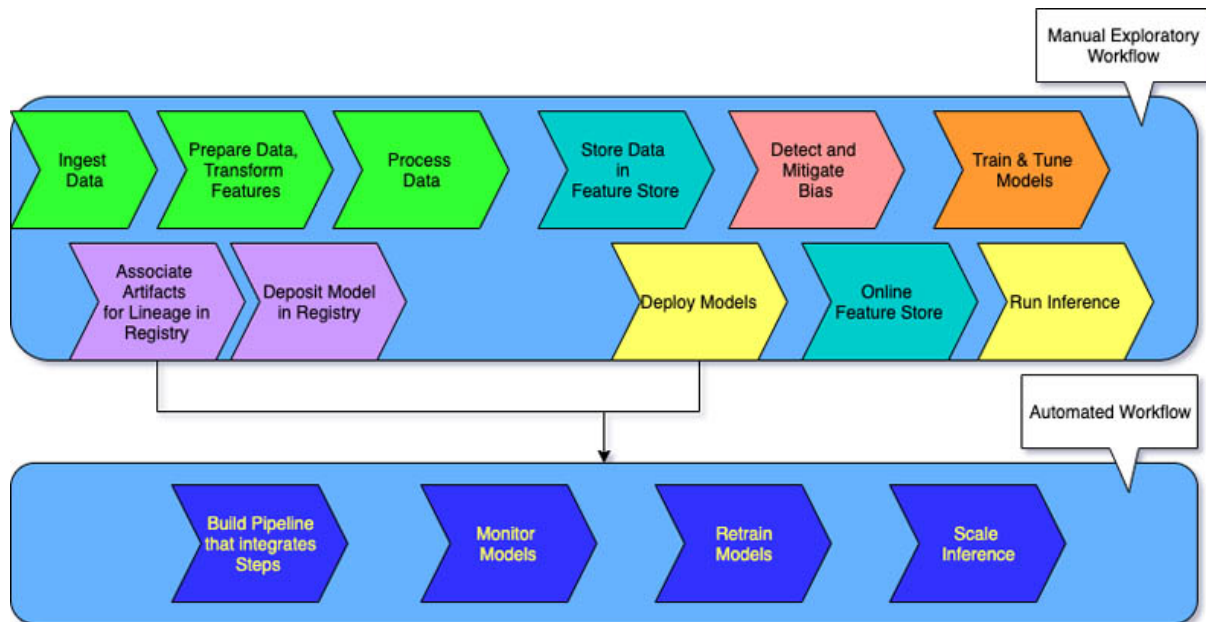 Manual Exploratory
Workflow
Ingest
Data
Prepare Data,
Transform
Features
Process
Data
Store Data
in
Feature Store
Detect and
Mitigate
Bias
Train & Tune
Models
Associate
Artifacts
for Lineage in
Registry
Deposit Model
in Registry
Deploy Models
Online
Feature Store
Run Inference
Automated Workflow
Build Pipeline
that integrates
Steps
Monitor
Models
Retrain
Models
Scale
Inference